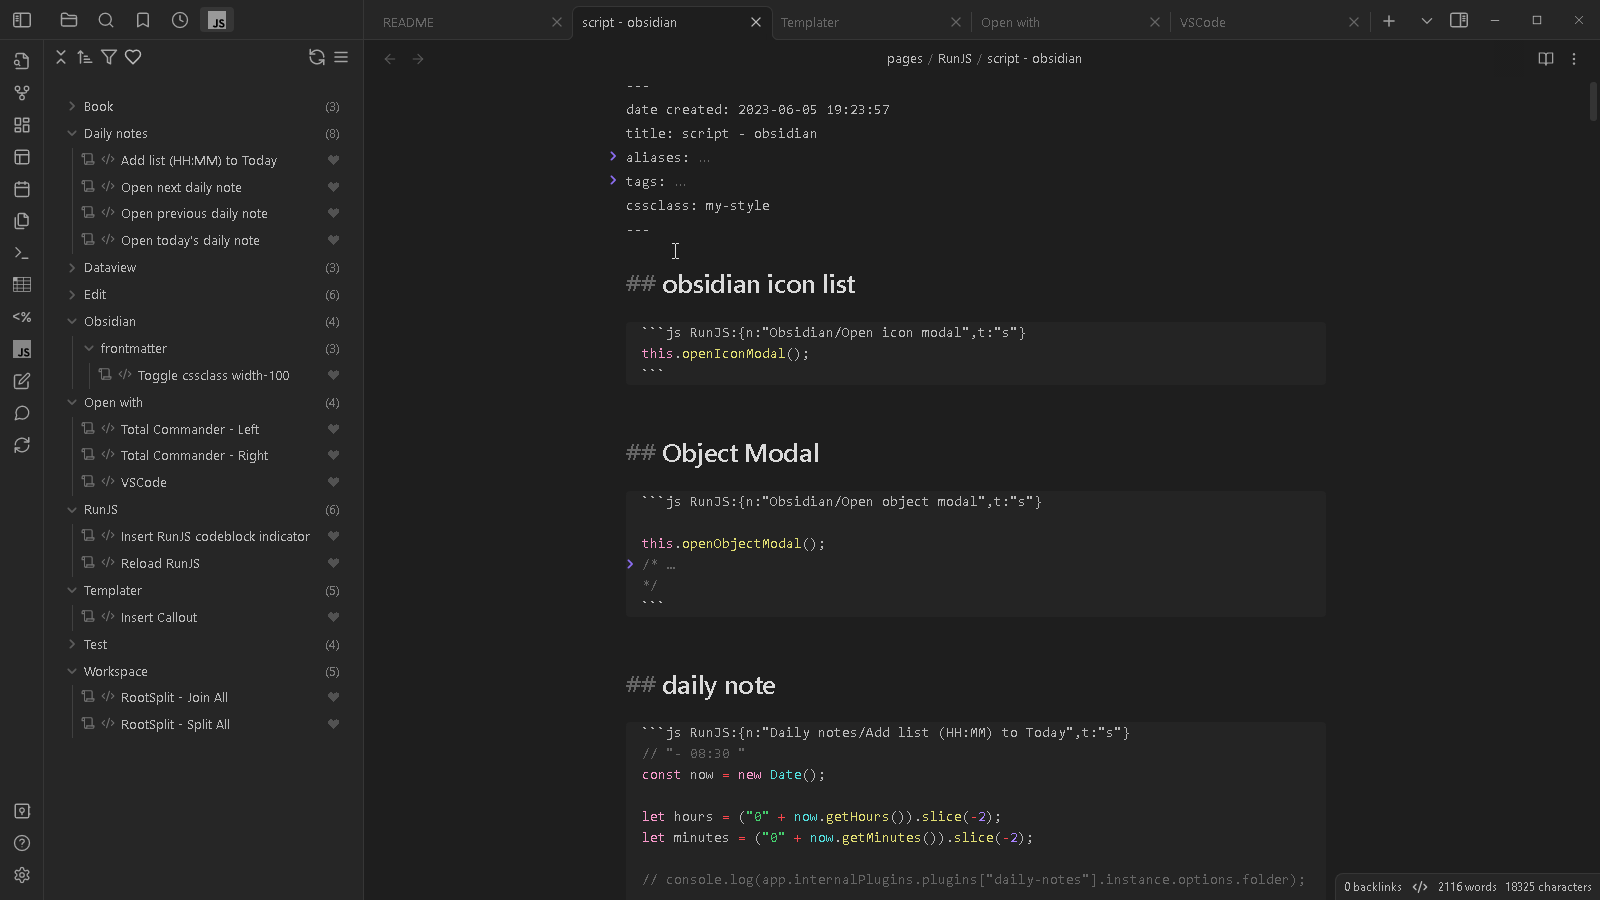 JS
README
script - obsidian
Templater
Open with
VSCode
pages / RunJS / script - obsidian
Book (3)
Daily notes (8)
Add list (HH:MM) to Today
Open next daily note
Open previous daily note
Open today's daily note
Dataview (3)
Edit (6)
Obsidian (4)
frontmatter (3)
Toggle cssclass width-100
Open with (4)
Total Commander - Left
Total Commander - Right
VSCode
RunJS (6)
Insert RunJS codeblock indicator
Reload RunJS
Templater (5)
Insert Callout
Test (4)
Workspace (5)
RootSplit - Join All
RootSplit - Split All
<%
JS
---
date created: 2023-06-05 19:23:57
title: script - obsidian
aliases: …
tags: …
cssclass: my-style
---
## obsidian icon list
```js RunJS:{n:"Obsidian/Open icon modal",t:"s"}
this.openIconModal();
```
## Object Modal
```js RunJS:{n:"Obsidian/Open object modal",t:"s"}
this.openObjectModal();
/* …
*/
```
## daily note
```js RunJS:{n:"Daily notes/Add list (HH:MM) to Today",t:"s"}
// "- 08:30 "
const now = new Date();
let hours = ("0" + now.getHours()).slice(-2);
let minutes = ("0" + now.getMinutes()).slice(-2);
// console.log(app.internalPlugins.plugins["daily-notes"].instance.options.folder);
0 backlinks </> 2116 words 18325 characters